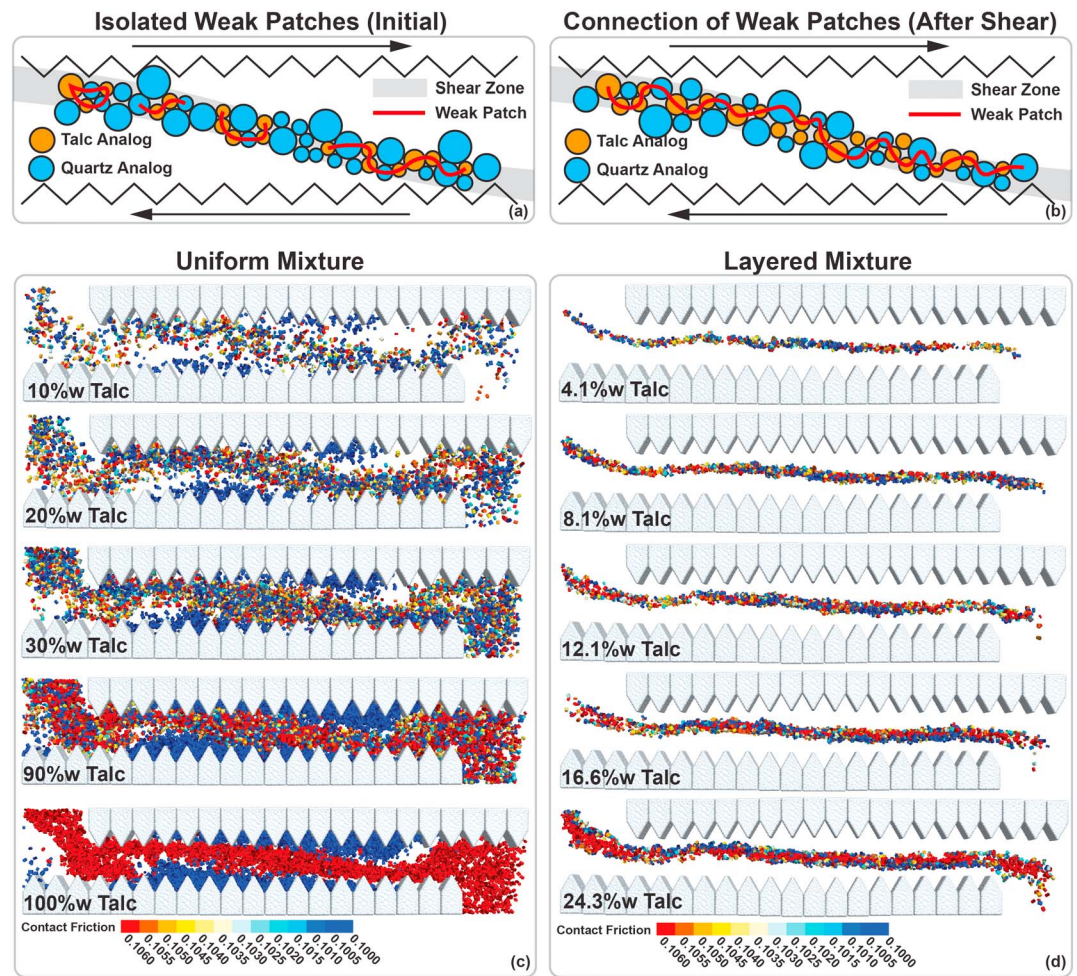 Isolated Weak Patches (Initial)
Connection of Weak Patches (After Shear)
Shear Zone
Weak Patch
Talc Analog
Quartz Analog
(a)
Shear Zone
Weak Patch
Talc Analog
Quartz Analog
(b)
Uniform Mixture
10%w Talc
20%w Talc
30%w Talc
90%w Talc
100%w Talc
Contact Friction
0.1060 0.1055 0.1050 0.1045 0.1040 0.1035 0.1030 0.1025 0.1020 0.1015 0.1010 0.1005 0.1000
(c)
Layered Mixture
4.1%w Talc
8.1%w Talc
12.1%w Talc
16.6%w Talc
24.3%w Talc
Contact Friction
0.1060 0.1055 0.1050 0.1045 0.1040 0.1035 0.1030 0.1025 0.1020 0.1015 0.1010 0.1005 0.1000
(d)